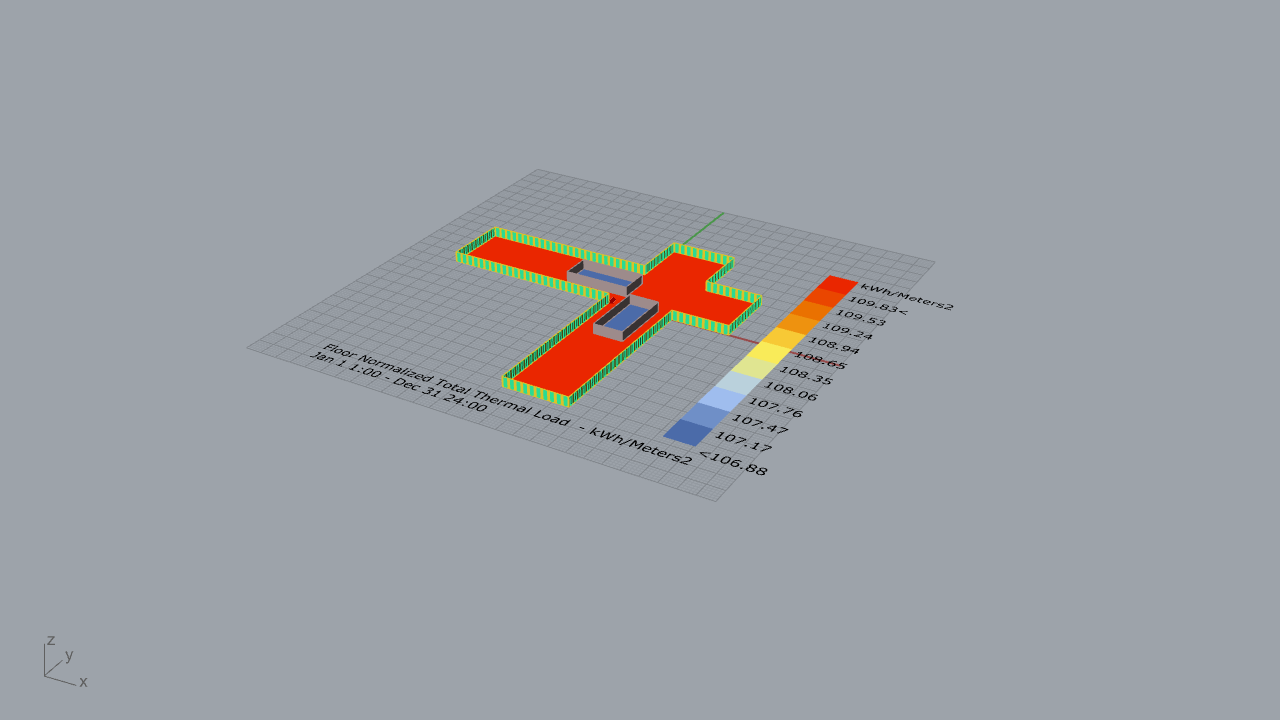 kWh/Meters2
109.83<
109.53
109.24
108.94
108.65
108.35
108.06
107.76
107.47
107.17
<106.88
Floor Normalized Total Thermal Load - kWh/Meters2
Jan 1 1:00 - Dec 31 24:00
z
y
x